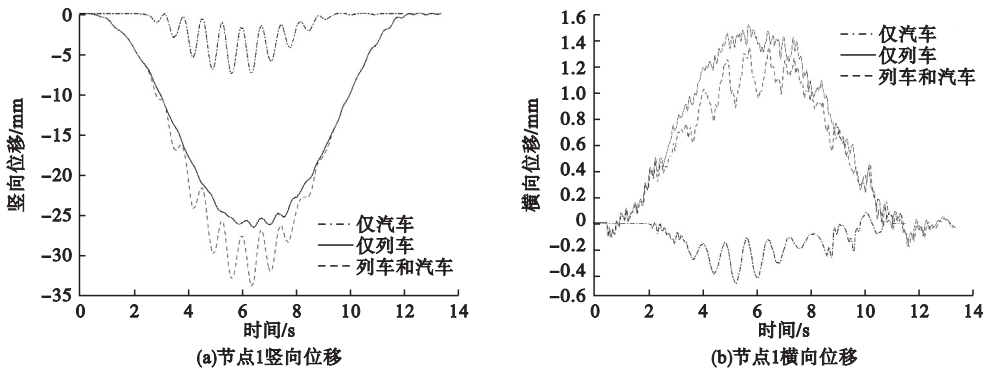 0
-5
-10
-15
-20
-25
-30
-35
竖向位移/mm
仅汽车
仅列车
列车和汽车
0 2 4 6 8 10 12 14
时间/s
(a)节点1竖向位移
1.6
1.4
1.2
1.0
0.8
0.6
0.4
0.2
0
-0.2
-0.4
-0.6
横向位移/mm
仅汽车
仅列车
列车和汽车
0 2 4 6 8 10 12 14
时间/s
(b)节点1横向位移